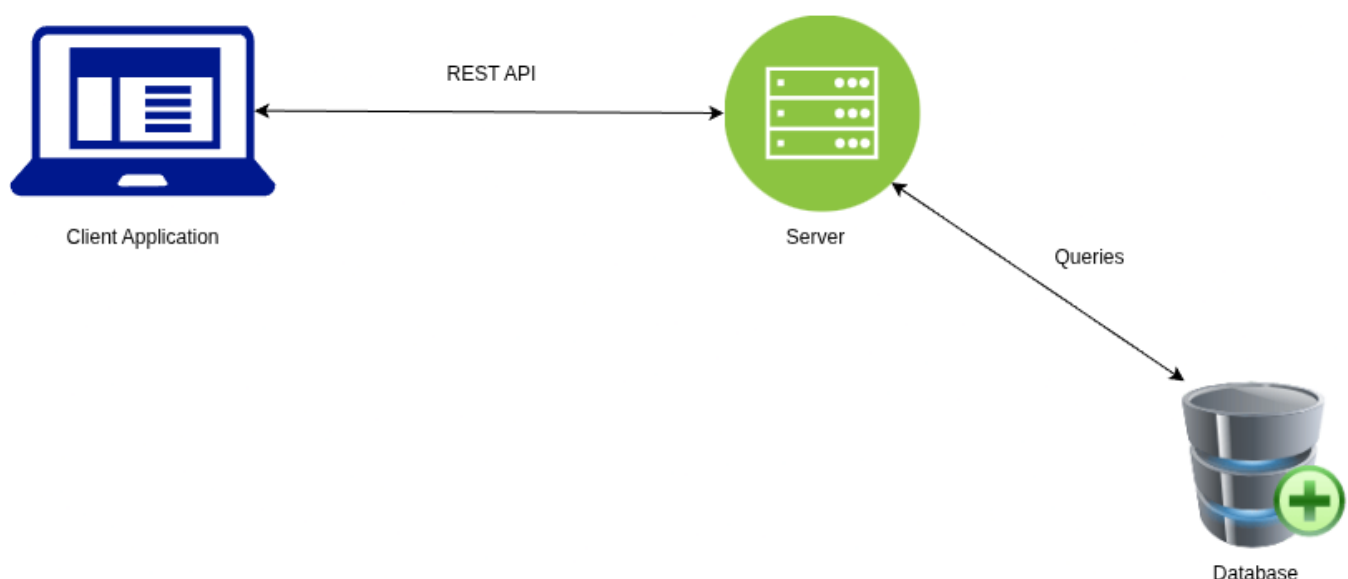 REST API
Client Application
Server
Queries
Database